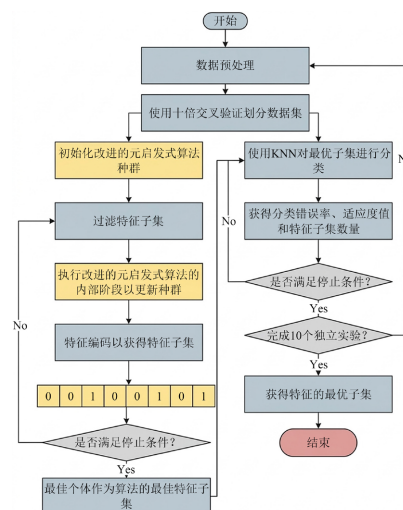 开始
数据预处理
使用十倍交叉验证划分数据集
初始化改进的元启发式算法
种群
过滤特征子集
执行改进的元启发式算法的
内部阶段以更新种群
No
特征编码以获得特征子集
0 0 1 0 0 1 0 1
是否满足停止条件？
Yes
最佳个体作为算法的最佳特征子
集
使用KNN对最优子集进行分
类
N
No
获得分类错误率、适应度值
和特征子集数量
是否满足停止条件？
Yes
完成10个独立实验？
Yes
获得特征的最优子集
结束